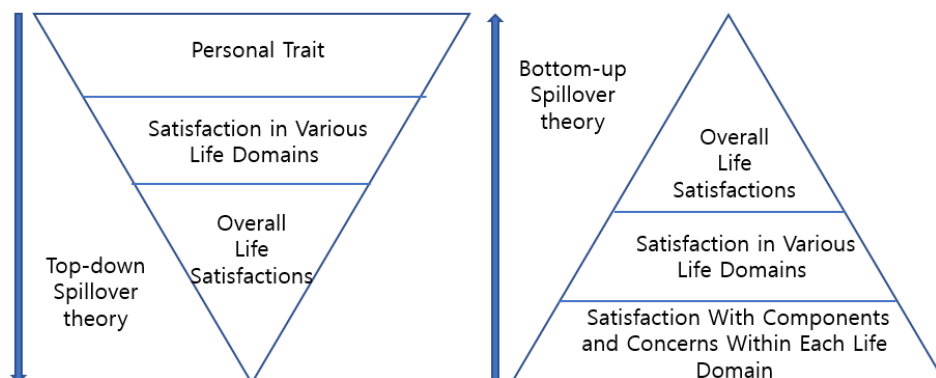 Personal Trait
Satisfaction in Various
Life Domains
Overall
Life
Satisfactions
Top-down
Spillover
theory
Bottom-up
Spillover
theory
Overall
Life
Satisfactions
Satisfaction in Various
Life Domains
Satisfaction With Components
and Concerns Within Each Life
Domain